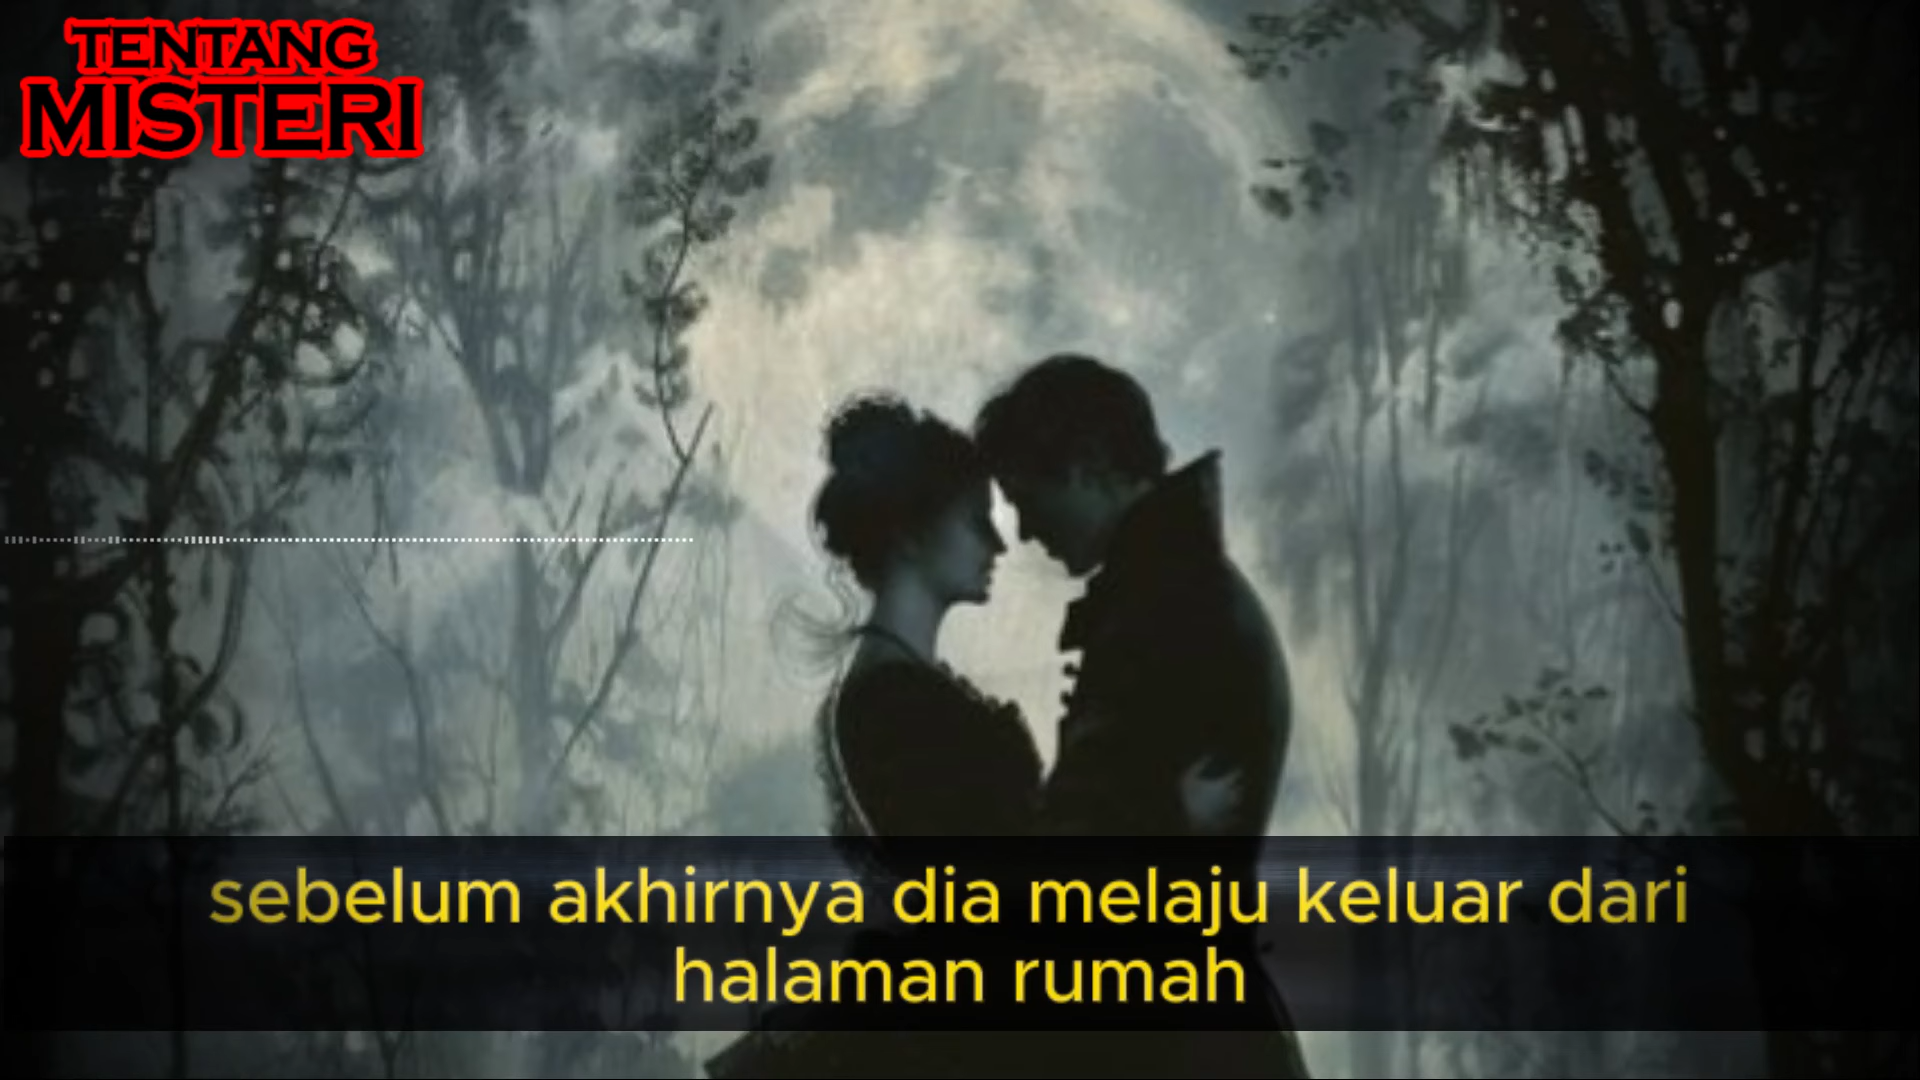 TENTANG
MISTERI
sebelum akhirnya dia melaju keluar dari
halaman rumah